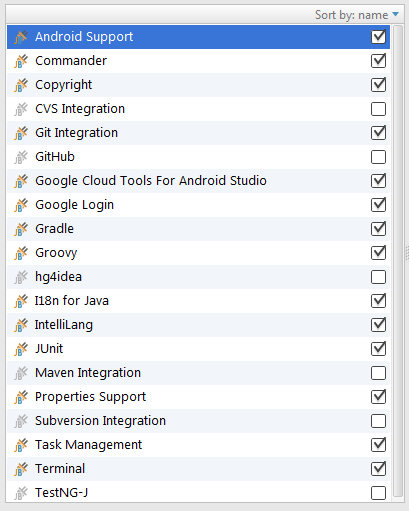 Sort by: name
Android Support
Commander
Copyright
CVS Integration
Git Integration
GitHub
Google Cloud Tools For Android Studio
Google Login
Gradle
Groovy
hg4idea
I18n for Java
IntelliLang
JUnit
Maven Integration
Properties Support
Subversion Integration
Task Management
Terminal
TestNG-J